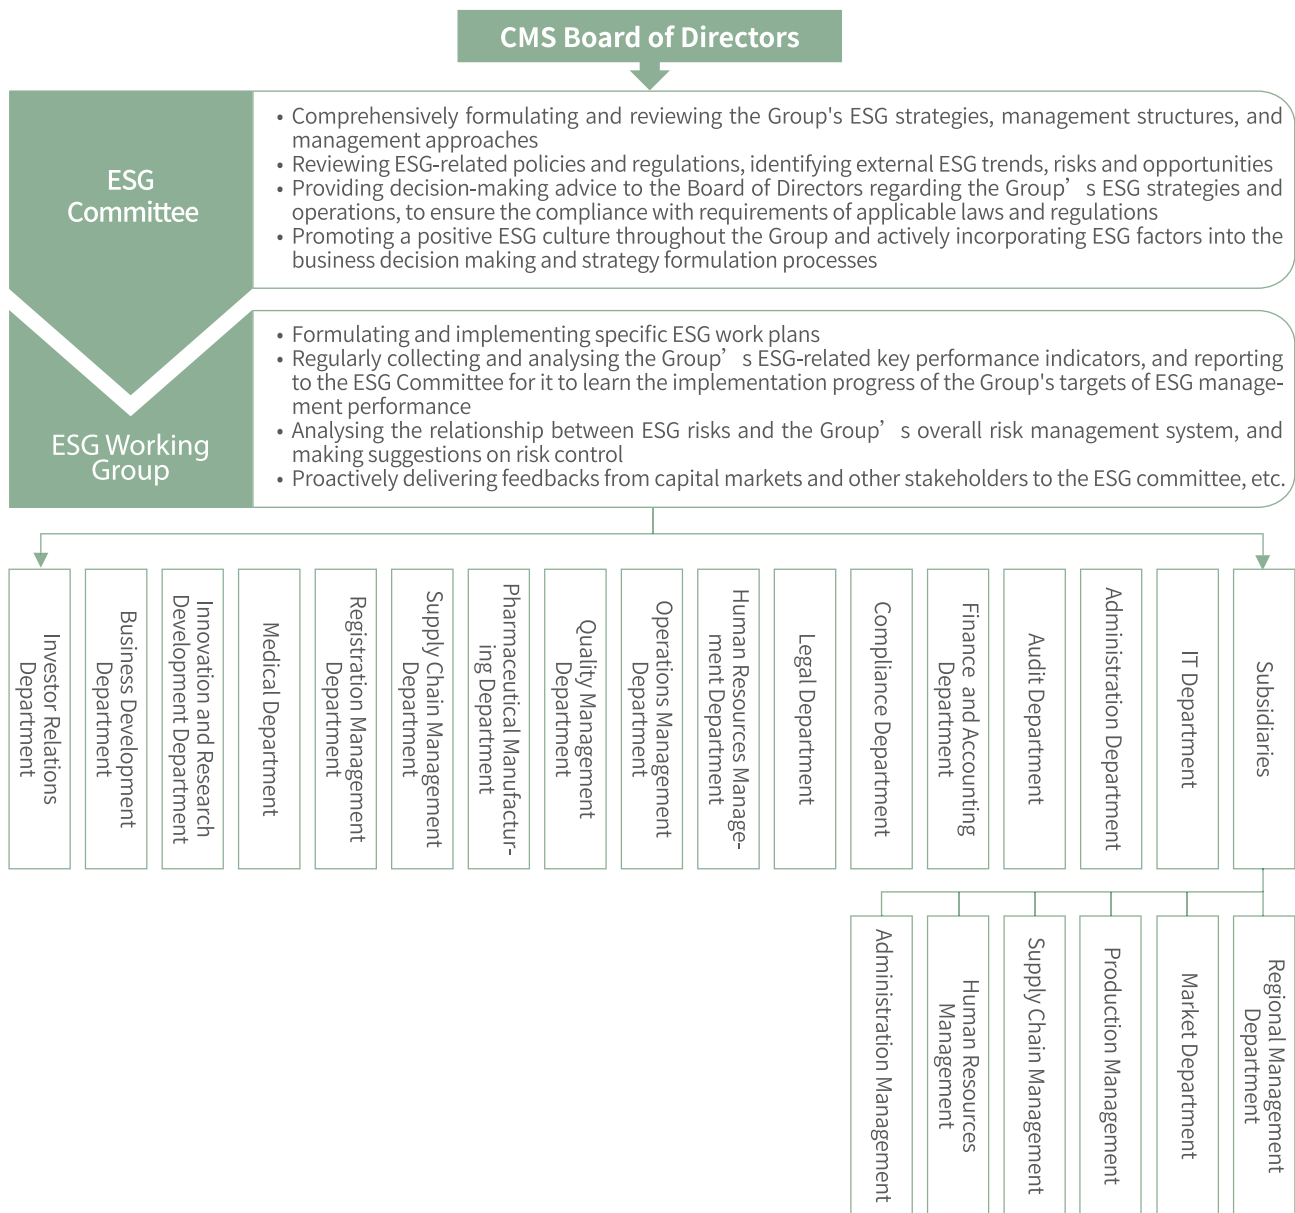 CMS Board of Directors
ESG
Committee
• Comprehensively formulating and reviewing the Group's ESG strategies, management structures, and
management approaches
• Reviewing ESG-related policies and regulations, identifying external ESG trends, risks and opportunities
• Providing decision-making advice to the Board of Directors regarding the Group’ s ESG strategies and
operations, to ensure the compliance with requirements of applicable laws and regulations
• Promoting a positive ESG culture throughout the Group and actively incorporating ESG factors into the
business decision making and strategy formulation processes
ESG Working
Group
• Formulating and implementing specific ESG work plans
• Regularly collecting and analysing the Group’ s ESG-related key performance indicators, and reporting
to the ESG Committee for it to learn the implementation progress of the Group's targets of ESG manage-
ment performance
• Analysing the relationship between ESG risks and the Group’ s overall risk management system, and
making suggestions on risk control
• Proactively delivering feedbacks from capital markets and other stakeholders to the ESG committee, etc.
Investor Relations
Department
Business Development
Department
Innovation and Research
Development Department
Medical Department
Registration Management
Department
Supply Chain Management
Department
Pharmaceutical Manufactur-
ing Department
Quality Management
Department
Operations Management
Department
Human Resources Manage-
ment Department
Legal Department
Compliance Department
Finance and Accounting
Department
Audit Department
Administration Department
IT Department
Subsidiaries
Administration Management
Human Resources
Management
Supply Chain Management
Production Management
Market Department
Regional Management
Department